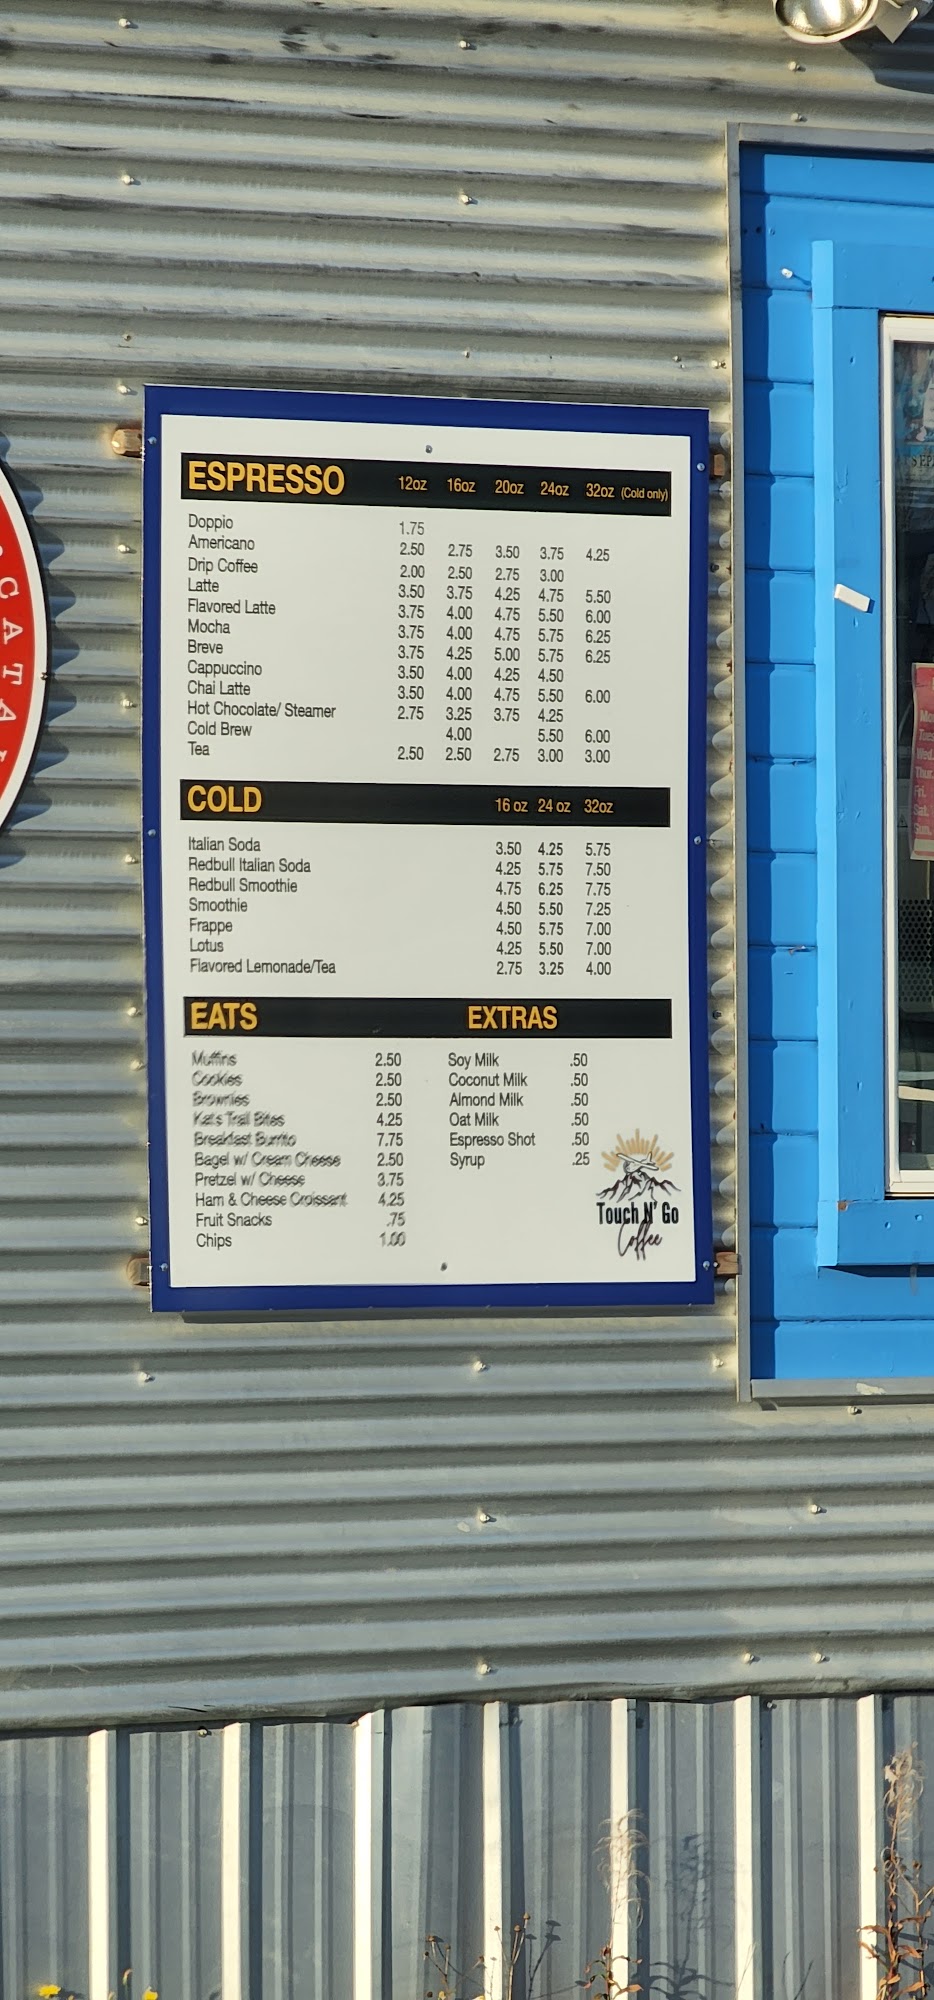 ESPRESSO 12oz 16oz 20oz 24oz 32oz (Cold only)
Doppio 1.75
Americano 2.50 2.75 3.50 3.75 4.25
Drip Coffee 2.00 2.50 2.75 3.00
Latte 3.50 3.75 4.25 4.75 5.50
Flavored Latte 3.75 4.00 4.75 5.50 6.00
Mocha 3.75 4.00 4.75 5.75 6.25
Breve 3.75 4.25 5.00 5.75 6.25
Cappuccino 3.50 4.00 4.25 4.50
Chai Latte 3.50 4.00 4.75 5.50 6.00
Hot Chocolate/ Steamer 2.75 3.25 3.75 4.25
Cold Brew 4.00 5.50 6.00
Tea 2.50 2.50 2.75 3.00 3.00
COLD 16 oz 24 oz 32oz
Italian Soda 3.50 4.25 5.75
Redbull Italian Soda 4.25 5.75 7.50
Redbull Smoothie 4.75 6.25 7.75
Smoothie 4.50 5.50 7.25
Frappe 4.50 5.75 7.00
Lotus 4.25 5.50 7.00
Flavored Lemonade/Tea 2.75 3.25 4.00
EATS
Muffins 2.50
Cookies 2.50
Brownies 2.50
Kat's Trail Bites 4.25
Breakfast Burrito 7.75
Bagel w/ Cream Cheese 2.50
Pretzel w/ Cheese 3.75
Ham & Cheese Croissant 4.25
Fruit Snacks .75
Chips 1.00
EXTRAS
Soy Milk .50
Coconut Milk .50
Almond Milk .50
Oat Milk .50
Espresso Shot .50
Syrup .25
Touch N' Go
Coffee
CATA
Tues
Wed.
Thur.
Fri.
Sat.
Sun.